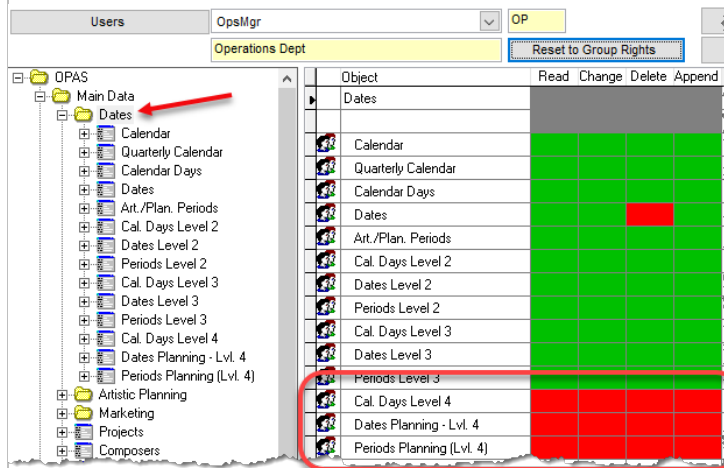 Users
OpsMgr
OP
Operations Dept
Reset to Group Rights
OPAS
Main Data
Dates
Calendar
Quarterly Calendar
Calendar Days
Dates
Art./Plan. Periods
Cal. Days Level 2
Dates Level 2
Periods Level 2
Cal. Days Level 3
Dates Level 3
Periods Level 3
Cal. Days Level 4
Dates Planning - Lvl. 4
Periods Planning (Lvl. 4)
Artistic Planning
Marketing
Projects
Composers
Object Read Change Delete Append
Dates
Calendar
Quarterly Calendar
Calendar Days
Dates
Art./Plan. Periods
Cal. Days Level 2
Dates Level 2
Periods Level 2
Cal. Days Level 3
Dates Level 3
Periods Level 3
Cal. Days Level 4
Dates Planning - Lvl. 4
Periods Planning (Lvl. 4)